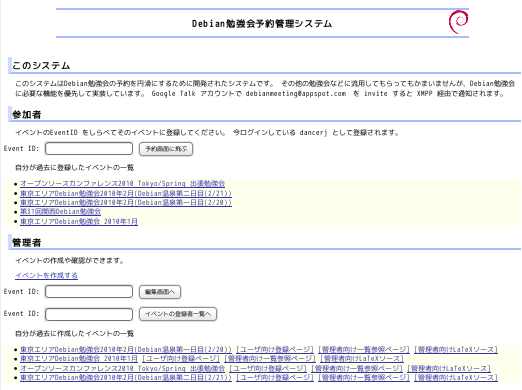 Debian勉強会予約管理システム
このシステム
このシステムはDebian勉強会の予約を円滑にするために開発されたシステムです。 その他の勉強会などに流用してもらってもかまいませんが、Debian勉強会
に必要な機能を優先して実装しています。 Google Talk アカウントで debianmeeting@appspot.com を invite すると XMPP 経由で通知されます。
参加者
イベントのEventID をしらべてそのイベントに登録してください。 今ログインしている dancerj として登録されます。
Event ID: 予約画面に飛ぶ
自分が過去に登録したイベントの一覧
オープンソースカンファレンス2010 Tokyo/Spring 出張勉強会
東京エリアDebian勉強会2010年2月(Debian温泉第二日目(2/21))
東京エリアDebian勉強会2010年2月(Debian温泉第一日目(2/20))
第31回関西Debian勉強会
東京エリアDebian勉強会 2010年1月
管理者
イベントの作成や確認ができます。
イベントを作成する
Event ID: 編集画面へ
Event ID: イベントの登録者一覧へ
自分が過去に作成したイベントの一覧
東京エリアDebian勉強会2010年2月(Debian温泉第一日目(2/20)) [ユーザ向け登録ページ] [管理者向け一覧参照ページ] [管理者向けLaTeXソース]
東京エリアDebian勉強会 2010年1月 [ユーザ向け登録ページ] [管理者向け一覧参照ページ] [管理者向けLaTeXソース]
オープンソースカンファレンス2010 Tokyo/Spring 出張勉強会 [ユーザ向け登録ページ] [管理者向け一覧参照ページ] [管理者向けLaTeXソース]
東京エリアDebian勉強会2010年2月(Debian温泉第二日目(2/21)) [ユーザ向け登録ページ] [管理者向け一覧参照ページ] [管理者向けLaTeXソース]